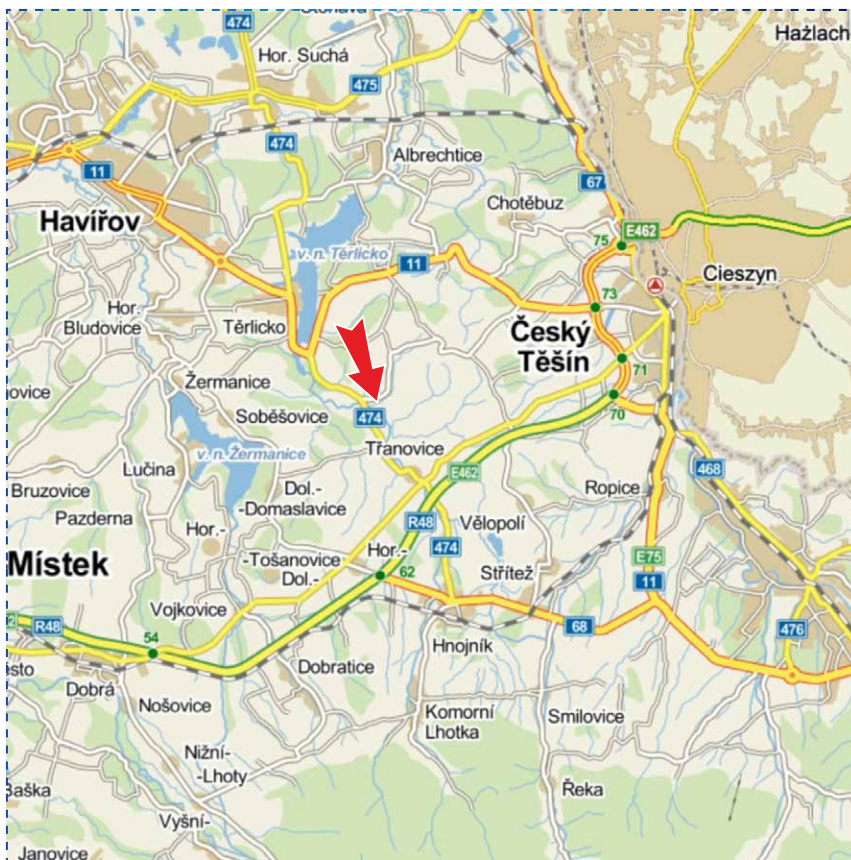 474
Hor. Suchá
Hažlach
475
474
Albrechtice
11
67
Chotěbuz
Havířov
E462
75
v. n. Těrlicko
11
Cieszyn
73
Hor.
Bludovice
Těrlicko
Český
Těšín
71
Žermanice
70
Soběšovice
474
Třanovice
v. n. Žermanice
E462
468
Lučina
Bruzovice
Dol.-
-Domaslavice
Ropice
Pazderna
R48
Vělopolí
Hor.-
Hor.-
474
E75
Místek
-Tošanovice
Dol.-
62
Střítež
11
Vojkovice
R48
68
476
54
Hnojník
Dobratice
Dobrá
Nošovice
Komorní
Lhotka
Smilovice
Nižní-
-Lhoty
Řeka
Baška
Vyšní-
Janovice